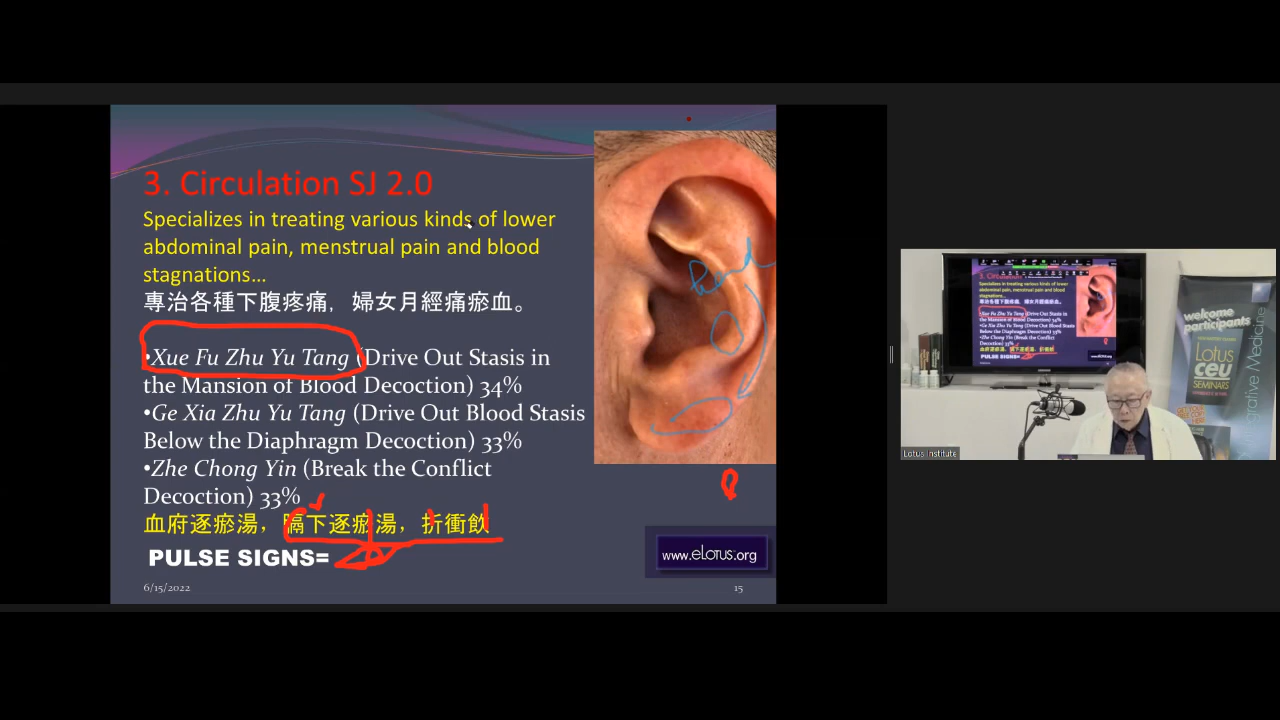 3. Circulation SJ 2.0
Specializes in treating various kinds of lower
abdominal pain, menstrual pain and blood
stagnations...
專治各種下腹疼痛，婦女月經痛瘀血。
•Xue Fu Zhu Yu Tang (Drive Out Stasis in
the Mansion of Blood Decoction) 34%
•Ge Xia Zhu Yu Tang (Drive Out Blood Stasis
Below the Diaphragm Decoction) 33%
•Zhe Chong Yin (Break the Conflict
Decoction) 33%
血府逐瘀湯，隔下逐瘀湯，折衝飲
PULSE SIGNS=
6/15/2022
15
www.eLotus.org
welcome
participants
Lotus
CEU
SEMINARS
Lotus Institute